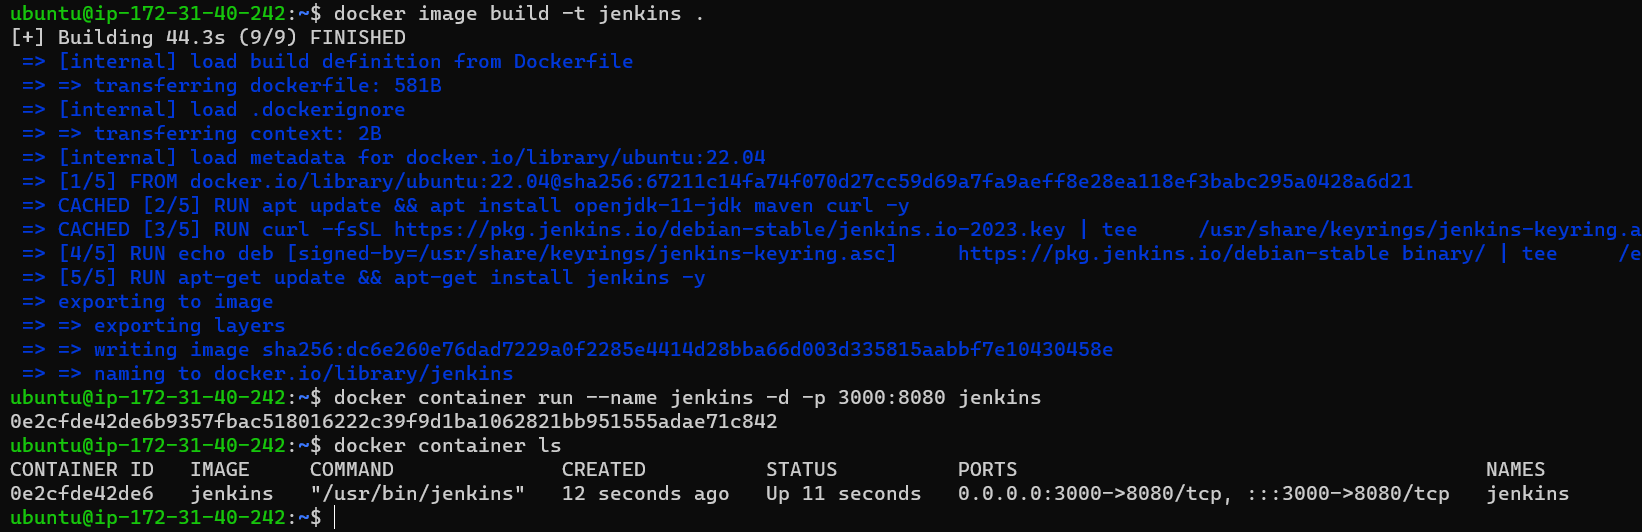 ubuntu@ip-172-31-40-242:~$ docker image build -t jenkins .
[+] Building 44.3s (9/9) FINISHED
=> [internal] load build definition from Dockerfile
=> => transferring dockerfile: 581B
=> [internal] load .dockerignore
=> => transferring context: 2B
=> [internal] load metadata for docker.io/library/ubuntu:22.04
=> [1/5] FROM docker.io/library/ubuntu:22.04@sha256:67211c14fa74f070d27cc59d69a7fa9aeff8e28ea118ef3babc295a0428a6d21
=> CACHED [2/5] RUN apt update && apt install openjdk-11-jdk maven curl -y
=> CACHED [3/5] RUN curl -fsSL https://pkg.jenkins.io/debian-stable/jenkins.io-2023.key | tee     /usr/share/keyrings/jenkins-keyring.a
=> [4/5] RUN echo deb [signed-by=/usr/share/keyrings/jenkins-keyring.asc]     https://pkg.jenkins.io/debian-stable binary/ | tee     /e
=> [5/5] RUN apt-get update && apt-get install jenkins -y
=> exporting to image
=> => exporting layers
=> => writing image sha256:dc6e260e76dad7229a0f2285e4414d28bba66d003d335815aabbf7e10430458e
=> => naming to docker.io/library/jenkins
ubuntu@ip-172-31-40-242:~$ docker container run --name jenkins -d -p 3000:8080 jenkins
0e2cfde42de6b9357fbac518016222c39f9d1ba1062821bb951555adae71c842
ubuntu@ip-172-31-40-242:~$ docker container ls
CONTAINER ID   IMAGE     COMMAND              CREATED          STATUS          PORTS                                       NAMES
0e2cfde42de6   jenkins   "/usr/bin/jenkins"   12 seconds ago   Up 11 seconds   0.0.0.0:3000->8080/tcp, :::3000->8080/tcp   jenkins
ubuntu@ip-172-31-40-242:~$